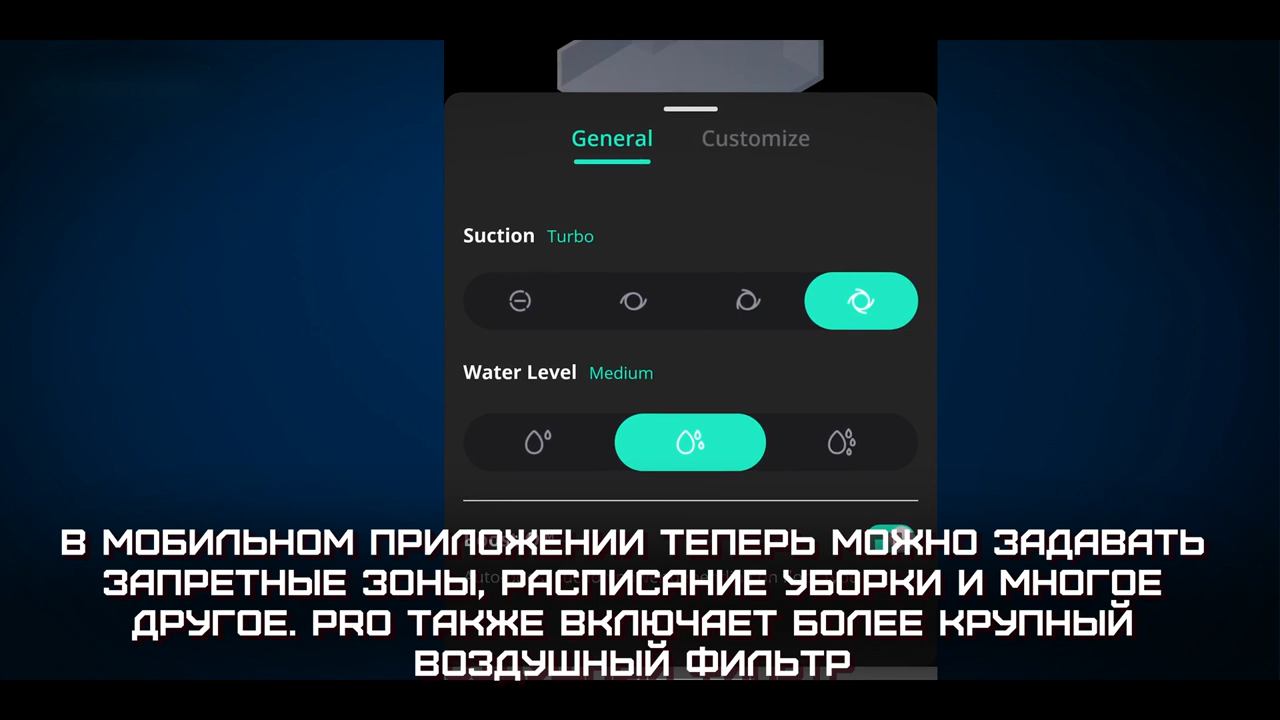 General Customize
Suction Turbo
Water Level Medium
В МОБИЛЬНОМ ПРИЛОЖЕНИИ ТЕПЕРЬ МОЖНО ЗАДАВАТЬ
ЗАПРЕТНЫЕ ЗОНЫ, РАСПИСАНИЕ УБОРКИ И МНОГОЕ
ДРУГОЕ. PRO ТАКЖЕ ВКЛЮЧАЕТ БОЛЕЕ КРУПНЫЙ
ВОЗДУШНЫЙ ФИЛЬТР